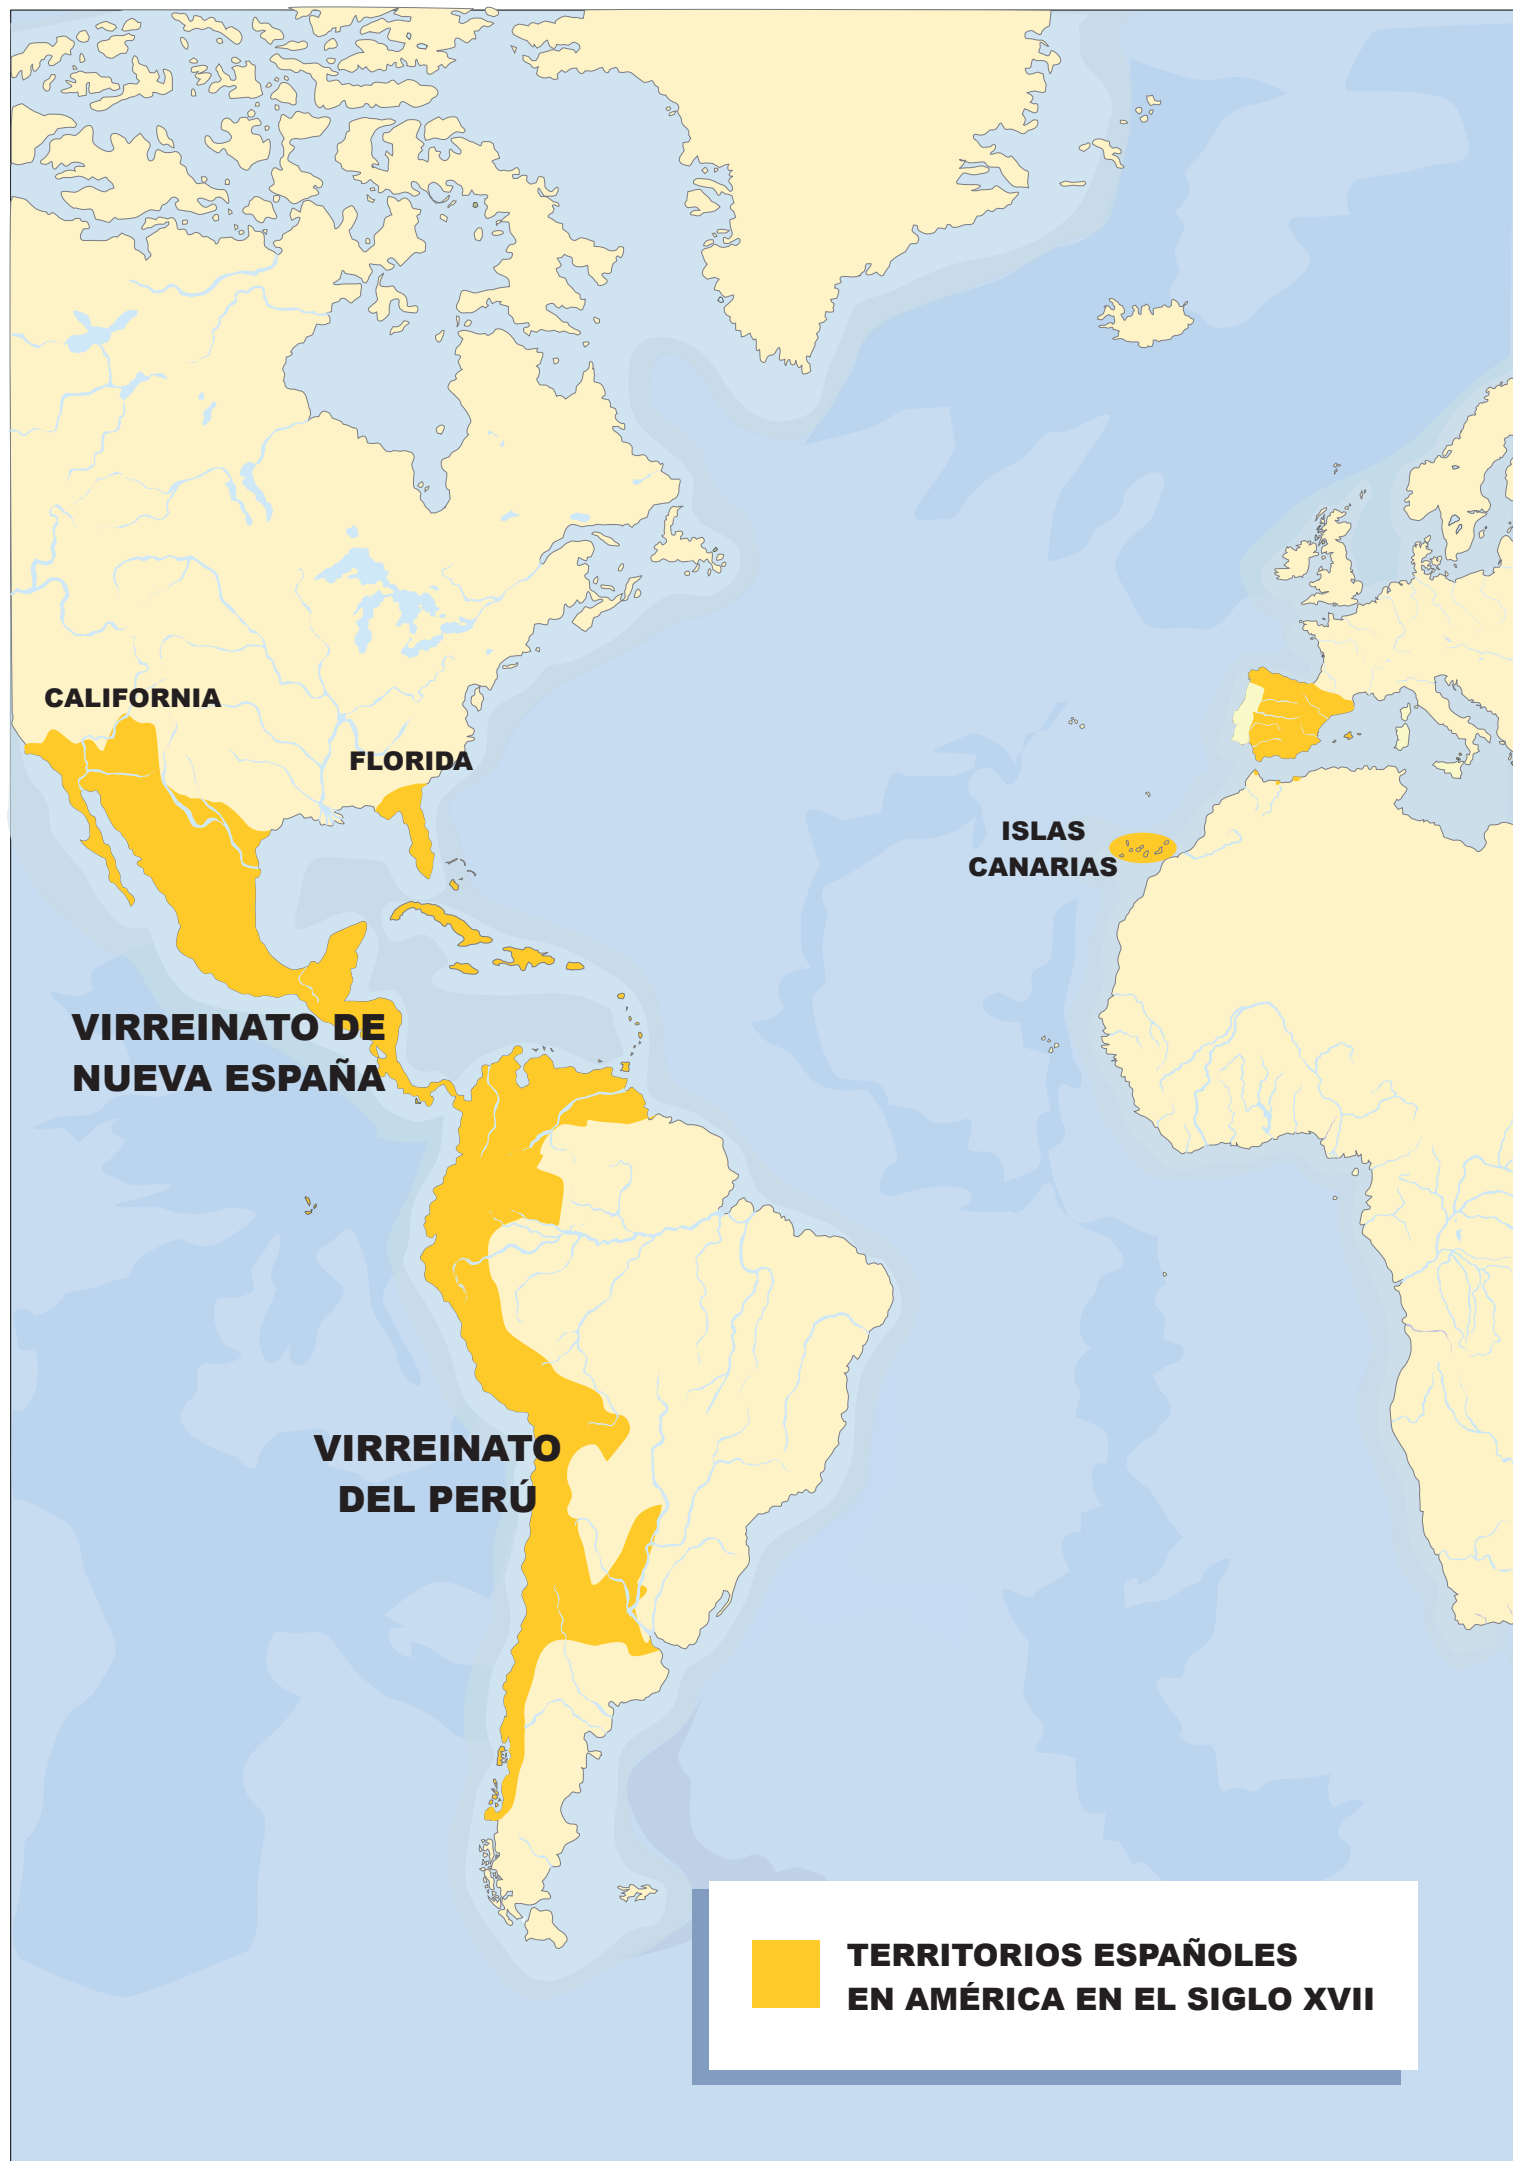 CALIFORNIA
FLORIDA
ISLAS
CANARIAS
VIRREINATO DE
NUEVA ESPAÑA
VIRREINATO
DEL PERÚ
TERRITORIOS ESPAÑOLES
EN AMÉRICA EN EL SIGLO XVII